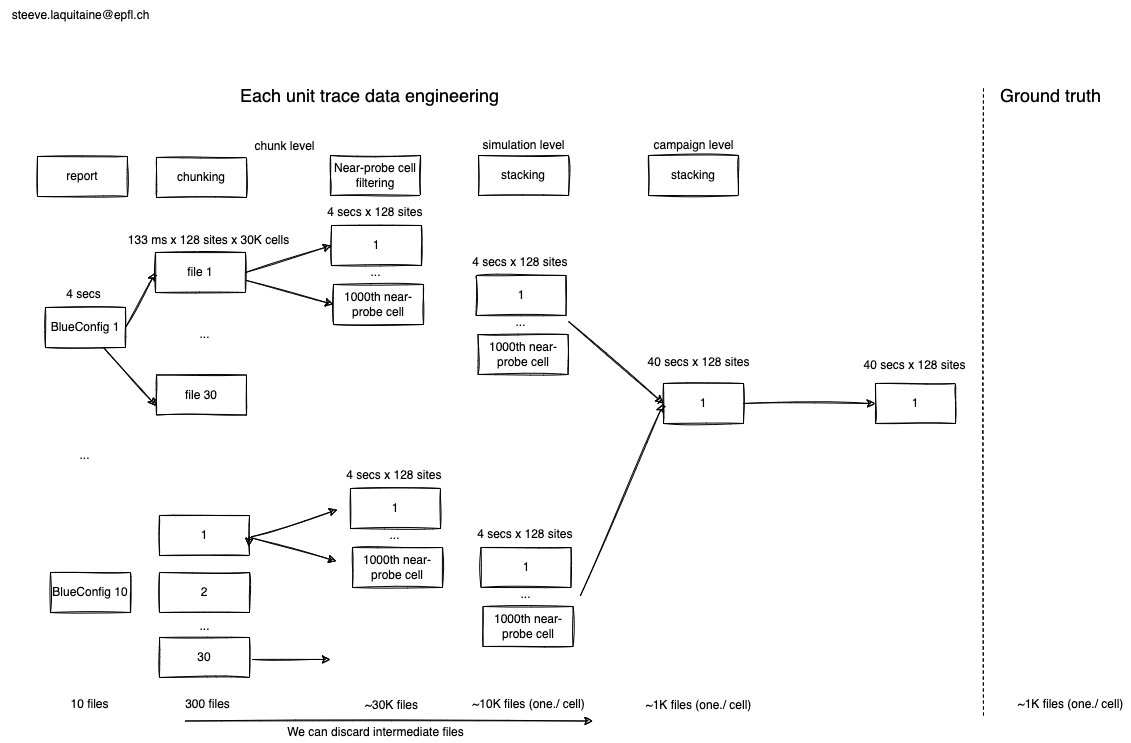 steeve.laquitaine@epfl.ch
Each unit trace data engineering
Ground truth
chunk level
simulation level
campaign level
report
chunking
Near-probe cell
filtering
stacking
stacking
4 secs x 128 sites
133 ms x 128 sites x 30K cells
1
file 1
...
4 secs x 128 sites
4 secs
1000th near-
probe cell
1
BlueConfig 1
...
...
1000th near-
probe cell
40 secs x 128 sites
40 secs x 128 sites
file 30
1
1
...
4 secs x 128 sites
1
1
...
4 secs x 128 sites
1000th near-
probe cell
1
BlueConfig 10
2
...
...
1000th near-
probe cell
30
10 files
300 files
~30K files
~10K files (one./ cell)
~1K files (one./ cell)
~1K files (one./ cell)
We can discard intermediate files